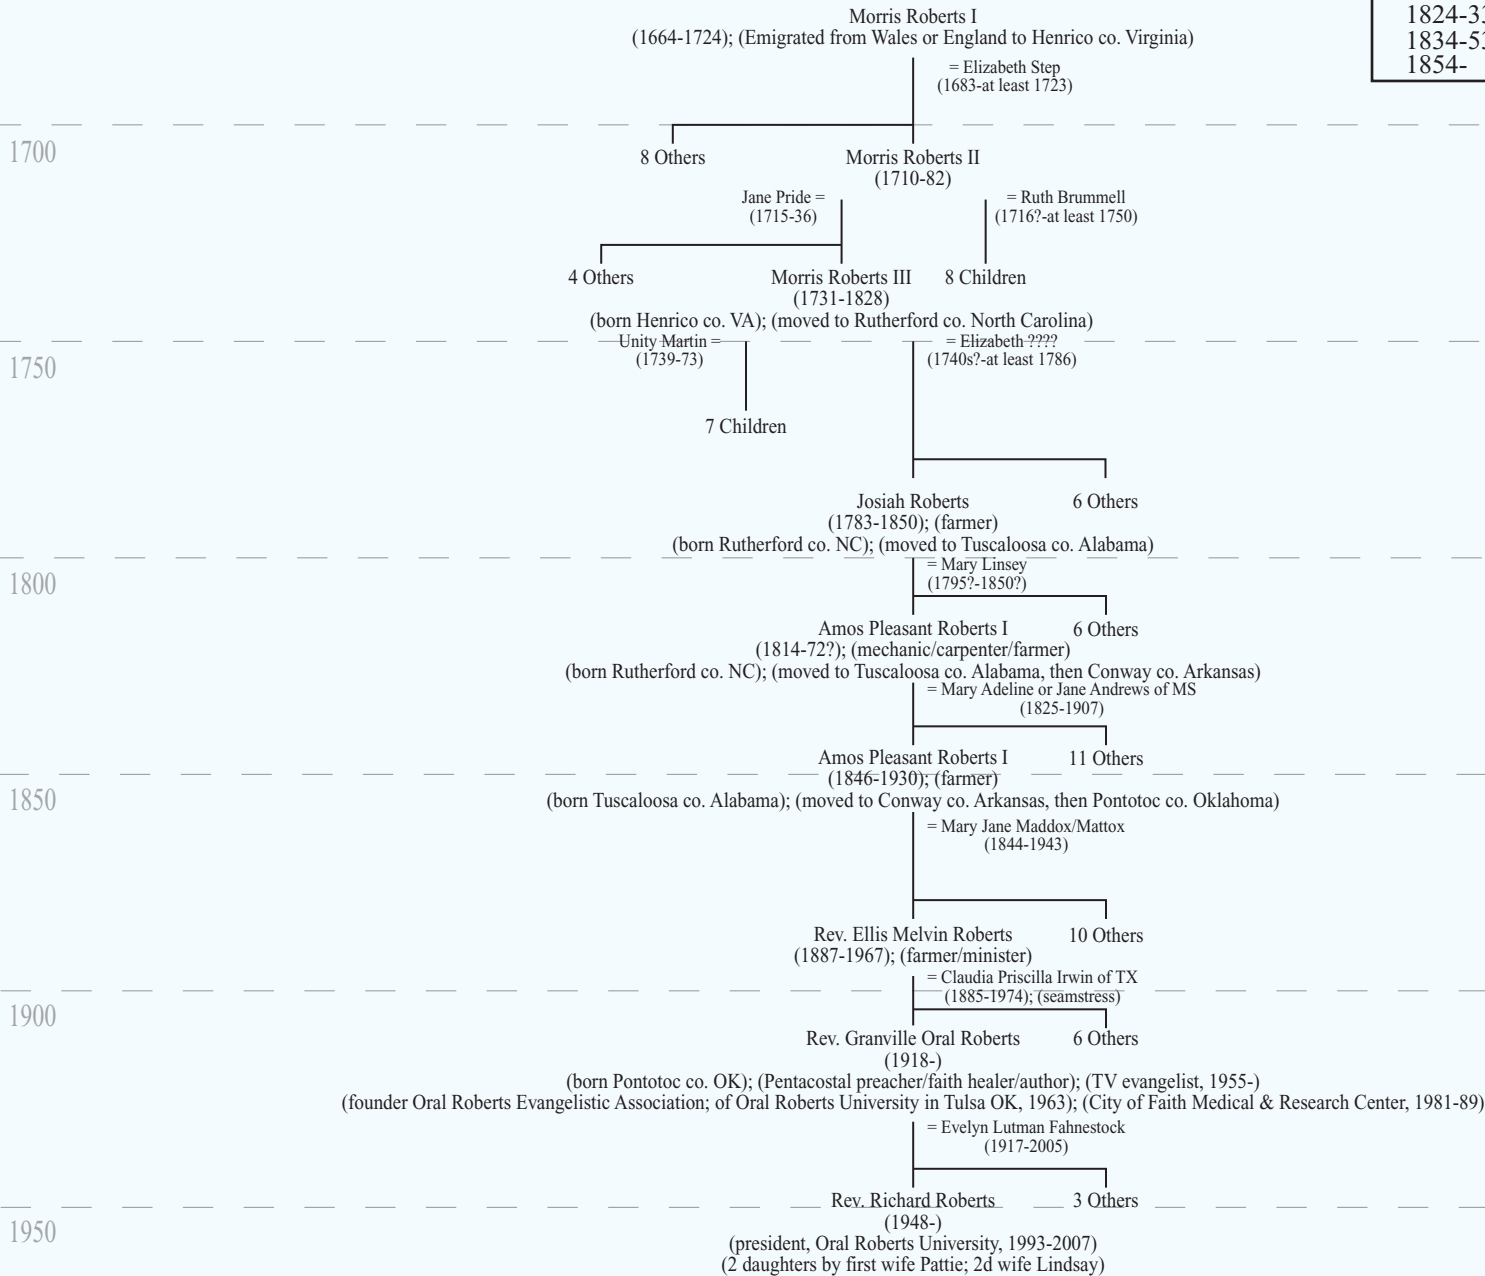 Morris Roberts I
(1664-1724); (Emigrated from Wales or England to Henrico co. Virginia)
1824-33
1834-53
1854-
= Elizabeth Step
(1683-at least 1723)
1700
8 Others
Morris Roberts II
(1710-82)
Jane Pride =
(1715-36)
= Ruth Brummell
(1716?-at least 1750)
4 Others
Morris Roberts III
(1731-1828)
8 Children
(born Henrico co. VA); (moved to Rutherford co. North Carolina)
Unity Martin =
(1739-73)
= Elizabeth ????
(1740s?-at least 1786)
1750
7 Children
Josiah Roberts
(1783-1850); (farmer)
6 Others
(born Rutherford co. NC); (moved to Tuscaloosa co. Alabama)
= Mary Linsey
(1795?-1850?)
1800
Amos Pleasant Roberts I
(1814-72?); (mechanic/carpenter/farmer)
6 Others
(born Rutherford co. NC); (moved to Tuscaloosa co. Alabama, then Conway co. Arkansas)
= Mary Adeline or Jane Andrews of MS
(1825-1907)
Amos Pleasant Roberts I
(1846-1930); (farmer)
11 Others
1850
(born Tuscaloosa co. Alabama); (moved to Conway co. Arkansas, then Pontotoc co. Oklahoma)
= Mary Jane Maddox/Mattox
(1844-1943)
Rev. Ellis Melvin Roberts
(1887-1967); (farmer/minister)
10 Others
= Claudia Priscilla Irwin of TX
(1885-1974); (seamstress)
1900
Rev. Granville Oral Roberts
(1918-)
6 Others
(born Pontotoc co. OK); (Pentacostal preacher/faith healer/author); (TV evangelist, 1955-)
(founder Oral Roberts Evangelistic Association; of Oral Roberts University in Tulsa OK, 1963); (City of Faith Medical & Research Center, 1981-89)
= Evelyn Lutman Fahnestock
(1917-2005)
Rev. Richard Roberts
(1948-)
3 Others
1950
(president, Oral Roberts University, 1993-2007)
(2 daughters by first wife Pattie; 2d wife Lindsay)